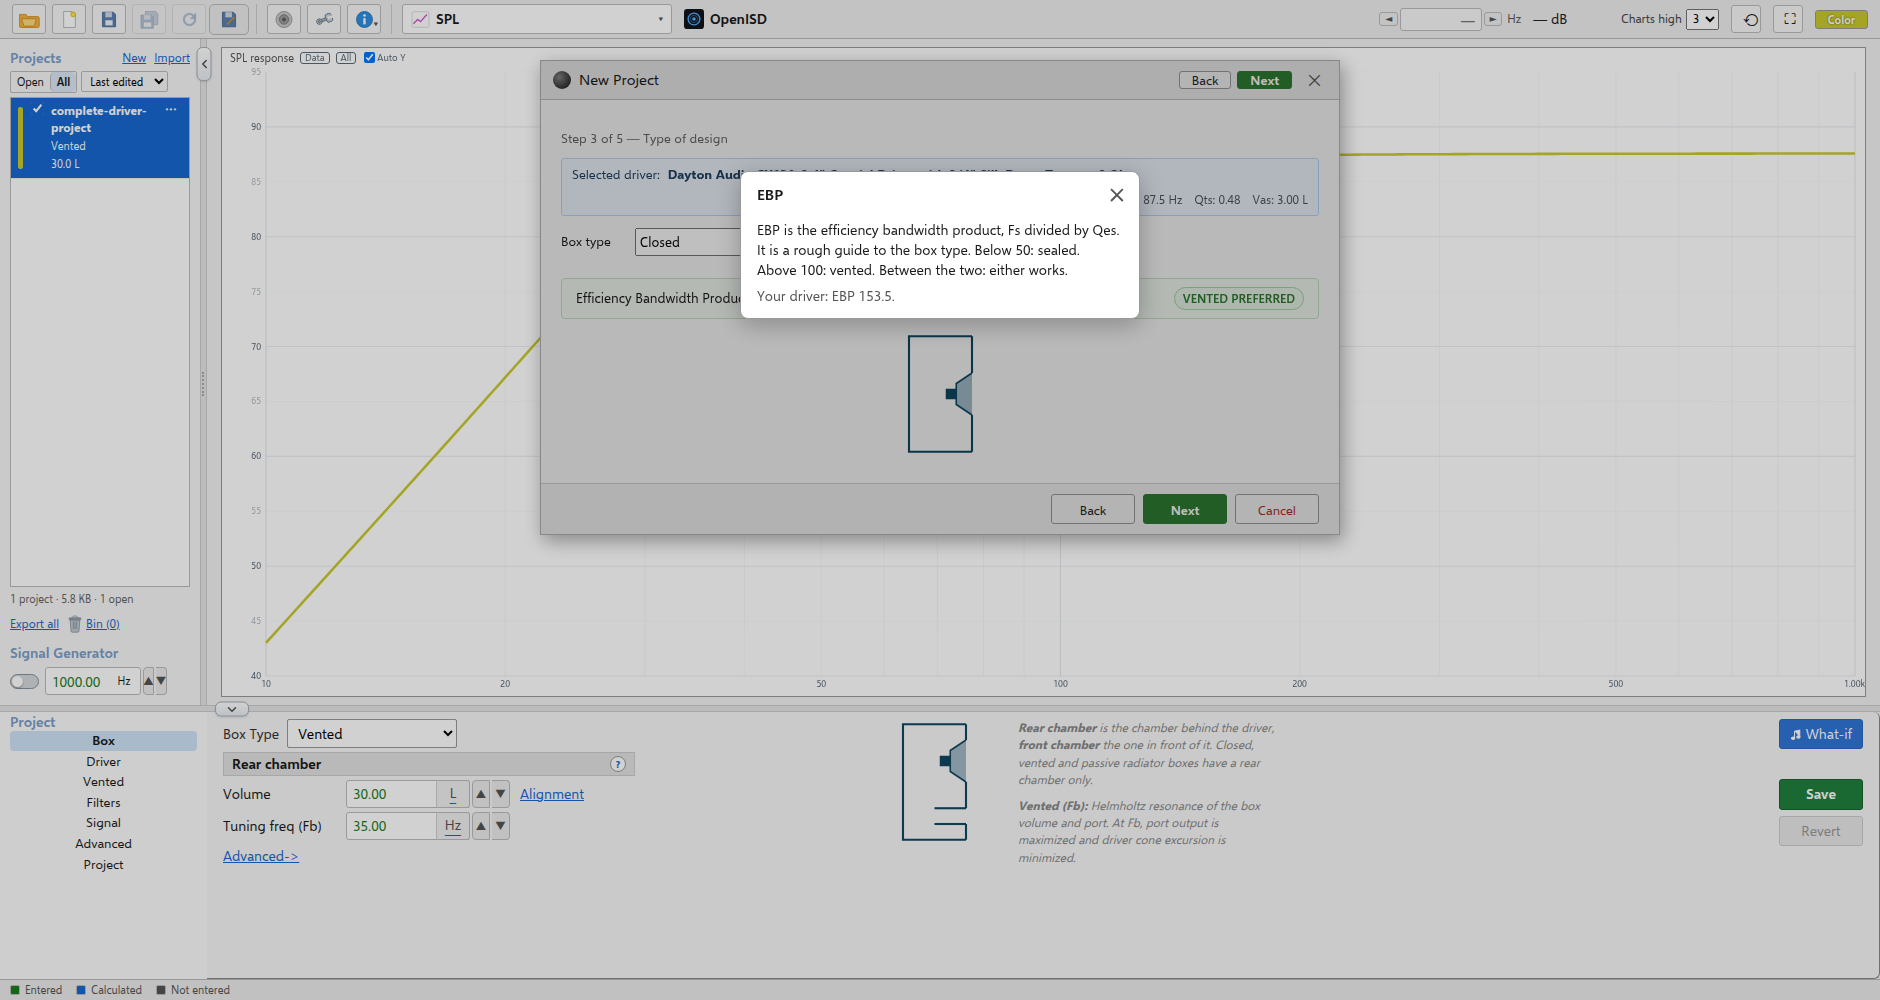 SPL
OpenISD
—
Hz
— dB
Charts high
3
Color
Projects
New
Import
Open
All
Last edited
complete-driver-
project
Vented
30.0 L
1 project · 5.8 KB · 1 open
Export all
Bin (0)
Signal Generator
1000.00
Hz
SPL response
Data
All
Auto Y
95
90
85
80
75
70
65
60
55
50
45
40
10
20
50
100
200
500
1.00k
New Project
Back
Next
Step 3 of 5 — Type of design
Selected driver: Dayton Audi
87.5 Hz Qts: 0.48 Vas: 3.00 L
Box type
Closed
Efficiency Bandwidth Produ
VENTED PREFERRED
EBP
EBP is the efficiency bandwidth product, Fs divided by Qes.
It is a rough guide to the box type. Below 50: sealed.
Above 100: vented. Between the two: either works.
Your driver: EBP 153.5.
Back
Next
Cancel
Project
Box
Driver
Vented
Filters
Signal
Advanced
Project
Box Type
Vented
Rear chamber
?
Volume
30.00
L
Alignment
Tuning freq (Fb)
35.00
Hz
Advanced->
Rear chamber is the chamber behind the driver,
front chamber the one in front of it. Closed,
vented and passive radiator boxes have a rear
chamber only.
Vented (Fb): Helmholtz resonance of the box
volume and port. At Fb, port output is
maximized and driver cone excursion is
minimized.
What-if
Save
Revert
Entered
Calculated
Not entered